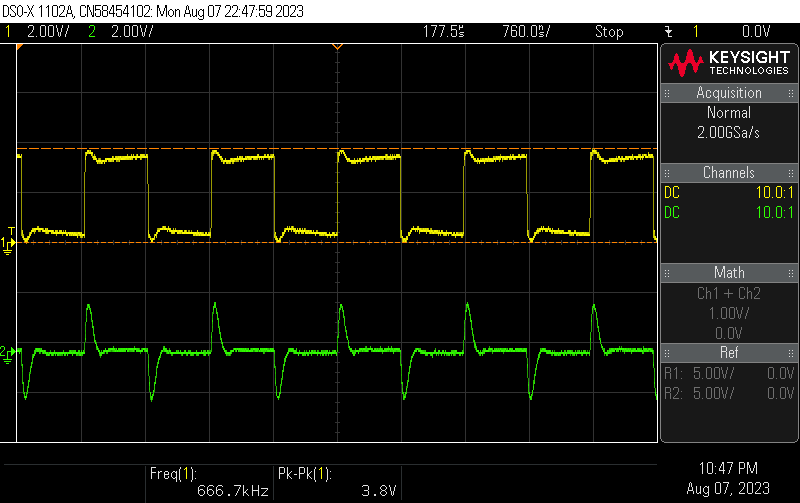 DSO-X 1102A, CN58454102: Mon Aug 07 22:47:59 2023
1 2.00V/ 2 2.00V/ 177.5s 760.0s/ Stop 1 0.0V
KEYSIGHT
TECHNOLOGIES
Acquisition
Normal
2.00GSa/s
Channels
DC 10.0:1
DC 10.0:1
T
1
Math
Ch1 + Ch2
1.00V/
0.0V
2
Ref
R1: 5.00V/ 0.0V
R2: 5.00V/ 0.0V
Freq(1): Pk-Pk(1):
666.7kHz 3.8V
10:47 PM
Aug 07, 2023